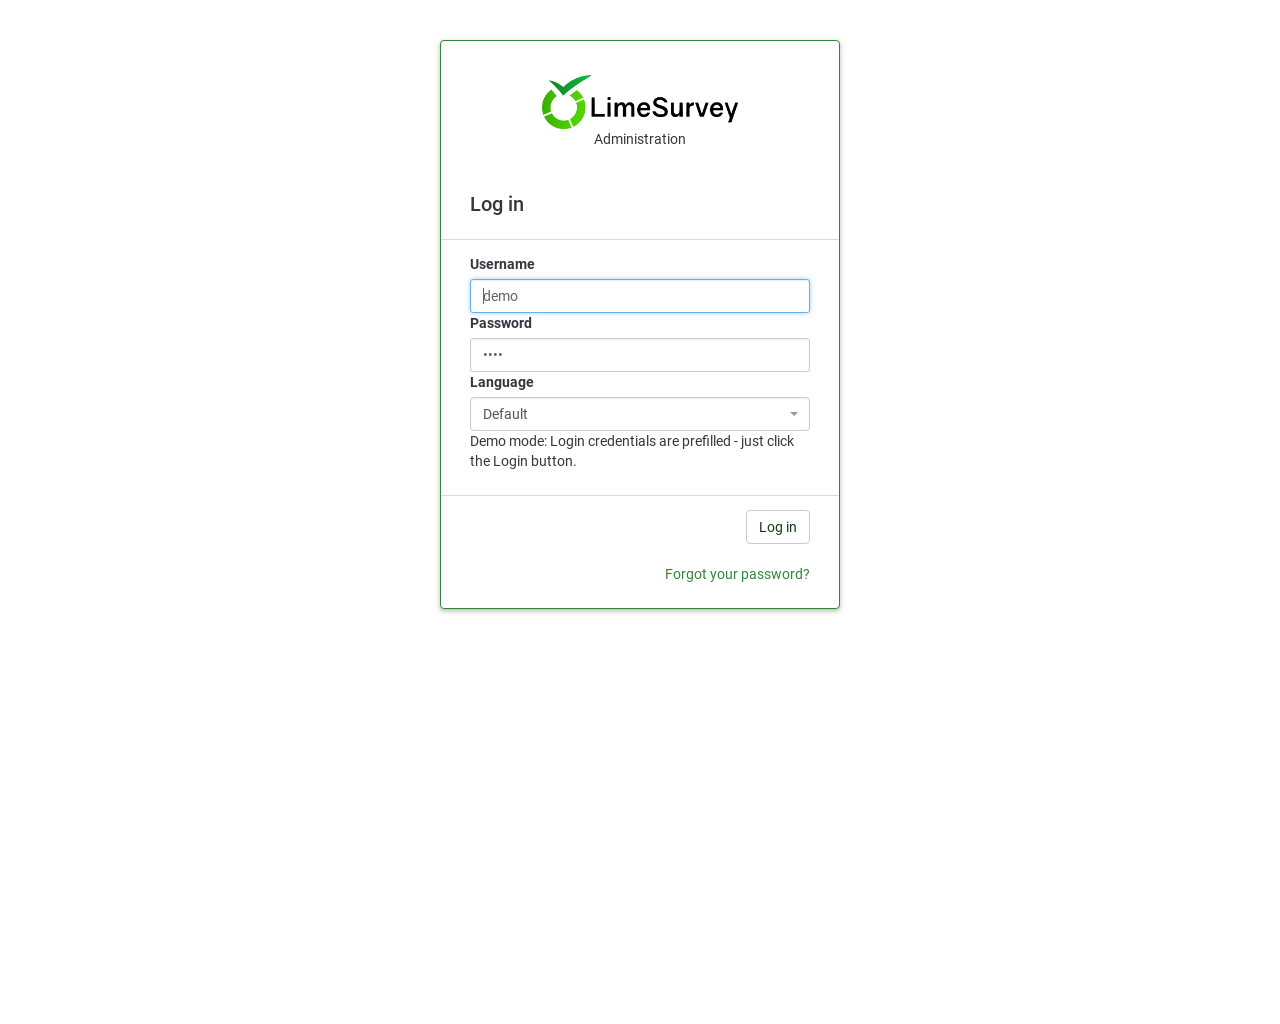 LimeSurvey
Administration
Log in
Username
demo
Password
••••
Language
Default
Demo mode: Login credentials are prefilled - just click
the Login button.
Log in
Forgot your password?